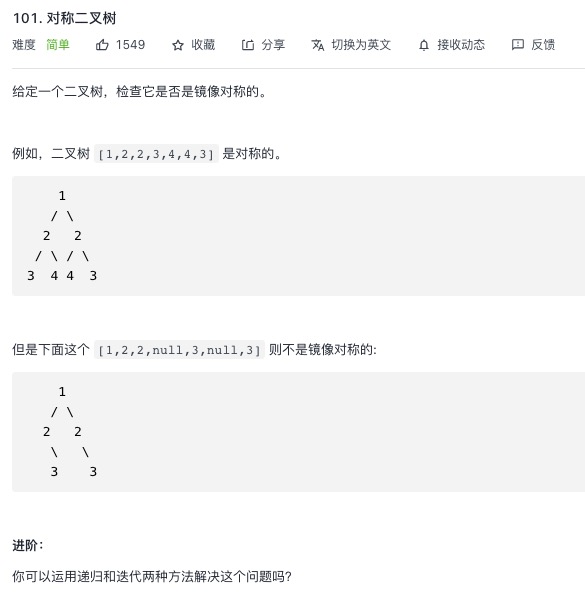 101. 对称二叉树
难度 简单 1549 收藏 分享 切换为英文 接收动态 反馈
给定一个二叉树，检查它是否是镜像对称的。
例如，二叉树 [1,2,2,3,4,4,3] 是对称的。
1
/ \
2 2
/ \ / \
3 4 4 3
但是下面这个 [1,2,2,null,3,null,3] 则不是镜像对称的:
1
/ \
2 2
\ \
3 3
进阶：
你可以运用递归和迭代两种方法解决这个问题吗?